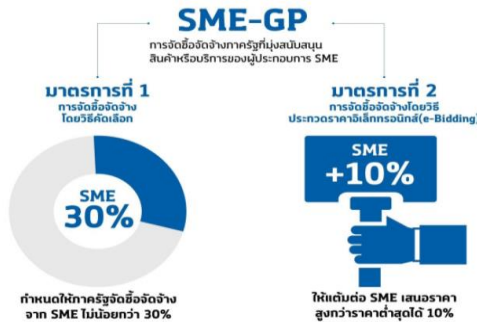 SME-GP
การจัดซื้อจัดจ้างภาครัฐที่มุ่งสนับสนุน
สินค้าหรือบริการของผู้ประกอบการ SME
มาตรการที่ 1
การจัดซื้อจัดจ้าง
โดยวิธีคัดเลือก
SME
30%
กำหนดให้ภาครัฐจัดซื้อจัดจ้าง
จาก SME ไม่น้อยกว่า 30%
มาตรการที่ 2
การจัดซื้อจัดจ้างโดยวิธี
ประกวดราคาอิเล็กทรอนิกส์(e-Bidding)
SME
+10%
ให้แต้มต่อ SME เสนอราคา
สูงกว่าราคาต่ำสุดได้ 10%